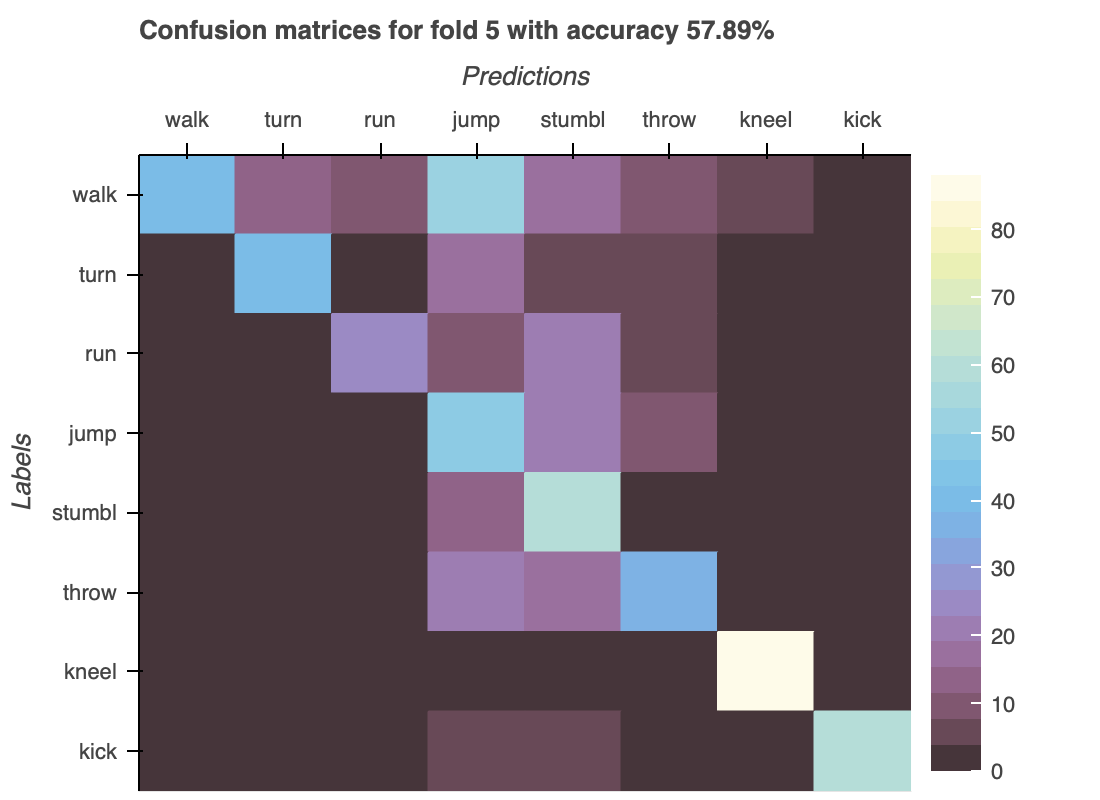 Confusion matrices for fold 5 with accuracy 57.89%
Predictions
walk turn run jump stumbl throw kneel kick
walk
turn
run
jump
stumbl
throw
kneel
kick
Labels
80
70
60
50
40
30
20
10
0